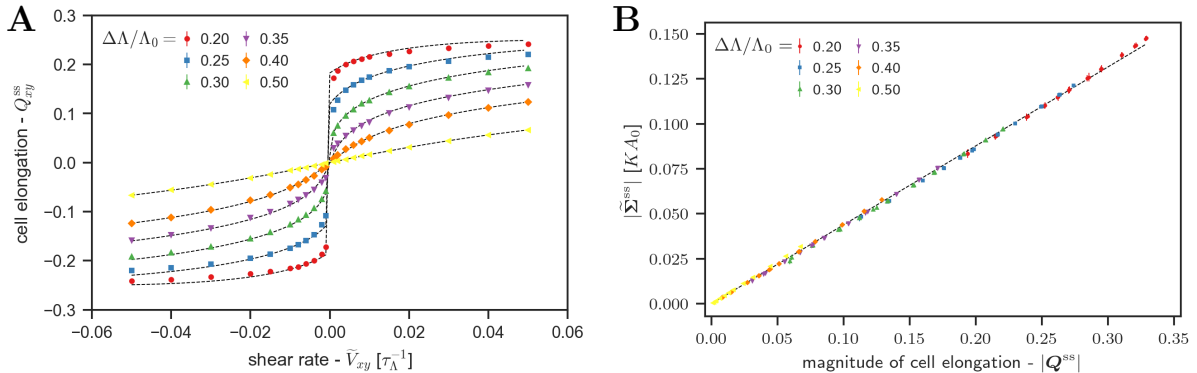 A
ΔΛ/Λ₀ =
0.20 0.35
0.25 0.40
0.30 0.50
cell elongation - Q^ss_xy
0.3
0.2
0.1
0.0
−0.1
−0.2
−0.3
−0.06 −0.04 −0.02 0.00 0.02 0.04 0.06
shear rate - Ṽ_xy [τ_Λ^−1]
B
ΔΛ/Λ₀ =
0.20 0.35
0.25 0.40
0.30 0.50
|Σ̃^ss| [KA₀]
0.150
0.125
0.100
0.075
0.050
0.025
0.000
0.00 0.05 0.10 0.15 0.20 0.25 0.30 0.35
magnitude of cell elongation - |Q^ss|